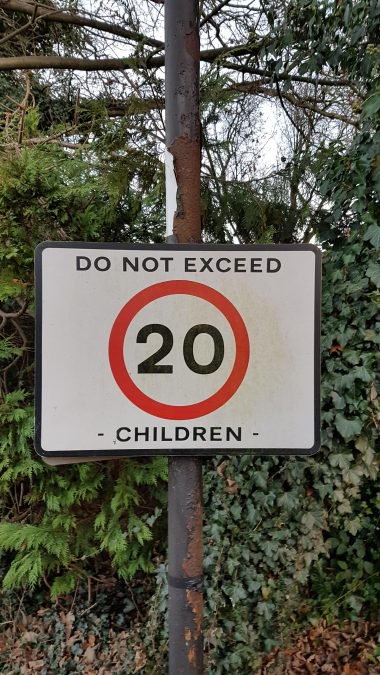 DO NOT EXCEED
20
- CHILDREN -